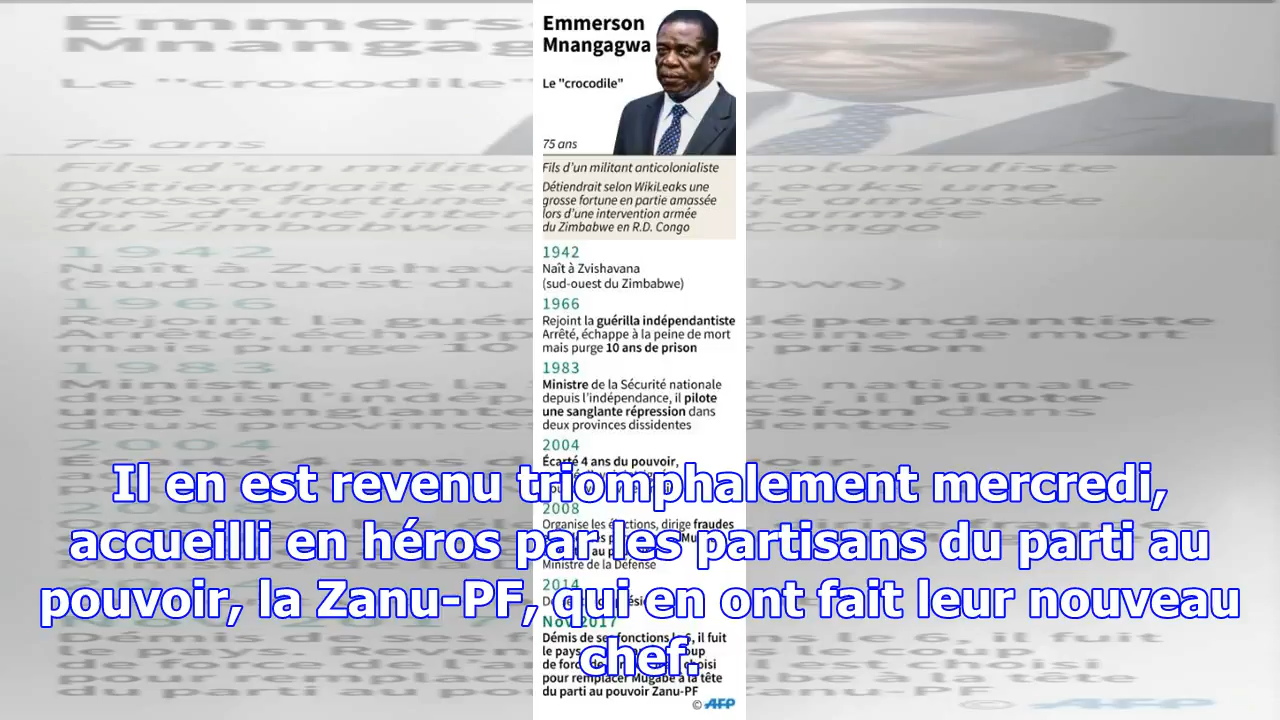 Emmerson
Mnangagwa
Le "crocodile"
75 ans
Fils d'un militant anticolonialiste
Détiendrait selon WikiLeaks une
grosse fortune en partie amassée
lors d'une intervention armée
du Zimbabwe en R.D. Congo
1942
Naît à Zvishavana
(sud-ouest du Zimbabwe)
1966
Rejoint la guérilla indépendantiste
Arrêté, échappe à la peine de mort
mais purge 10 ans de prison
1983
Ministre de la Sécurité nationale
depuis l'indépendance, il pilote
une sanglante répression dans
deux provinces dissidentes
2004
Écarté 4 ans du pouvoir,
Il en est revenu triomphalement mercredi,
accueilli en héros par les partisans du parti au
pouvoir, la Zanu-PF, qui en ont fait leur nouveau
chef.
2008
Organise les élections, dirige fraudes
Ministre de la Défense
2014
Nov 2017
Démis de ses fonctions le 6, il fuit
le pays.
pour remplacer Mugabe à la tête
du parti au pouvoir Zanu-PF
© AFP